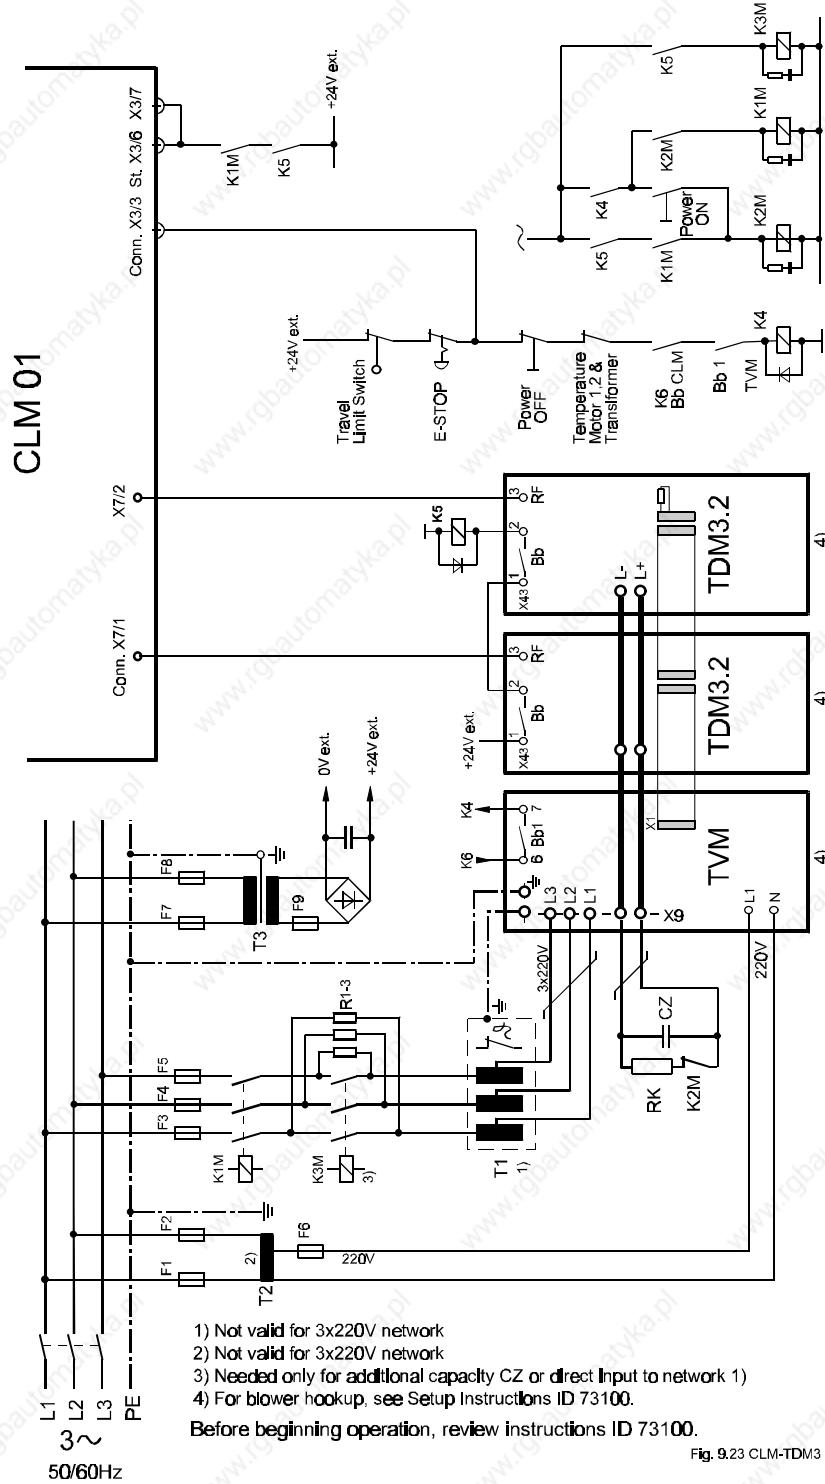 CLM 01
Conn. X3/3 St. X3/6 X3/7
+24V ext.
K1M
K5
K5
K3M
K4
Power
ON
K2M
K1M
K5
K1M
K2M
+24V ext.
Travel
Limit Switch
E-STOP
Power
OFF
Temperature
Motor 1,2 &
Transformer
K6
Bb CLM
Bb 1
TVM
K4
Conn. X7/1
X7/2
K5
X43
1
Bb
2
3
RF
L-
L+
TDM3.2
4)
+24V ext.
X43
1
Bb
2
3
RF
TDM3.2
4)
0V ext.
+24V ext.
K4
K6
7
Bb1
6
X1
TVM
4)
L3
L2
L1
X9
L1
N
3x220V
220V
F8
F7
T3
F9
R1-3
F5
F4
F3
K1M
K3M
3)
T1
1)
CZ
RK
K2M
F2
F1
2)
T2
F6
220V
L1
L2
L3
PE
3~
50/60Hz
1) Not valid for 3x220V network
2) Not valid for 3x220V network
3) Needed only for additional capacity CZ or direct Input to network 1)
4) For blower hookup, see Setup Instructions ID 73100.
Before beginning operation, review instructions ID 73100.
Fig. 9.23 CLM-TDM3
www.rgbautomatyka.pl